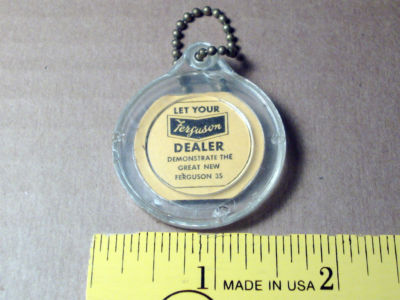 LET YOUR
Ferguson
DEALER
DEMONSTRATE THE
GREAT NEW
FERGUSON 35
1 MADE IN USA 2